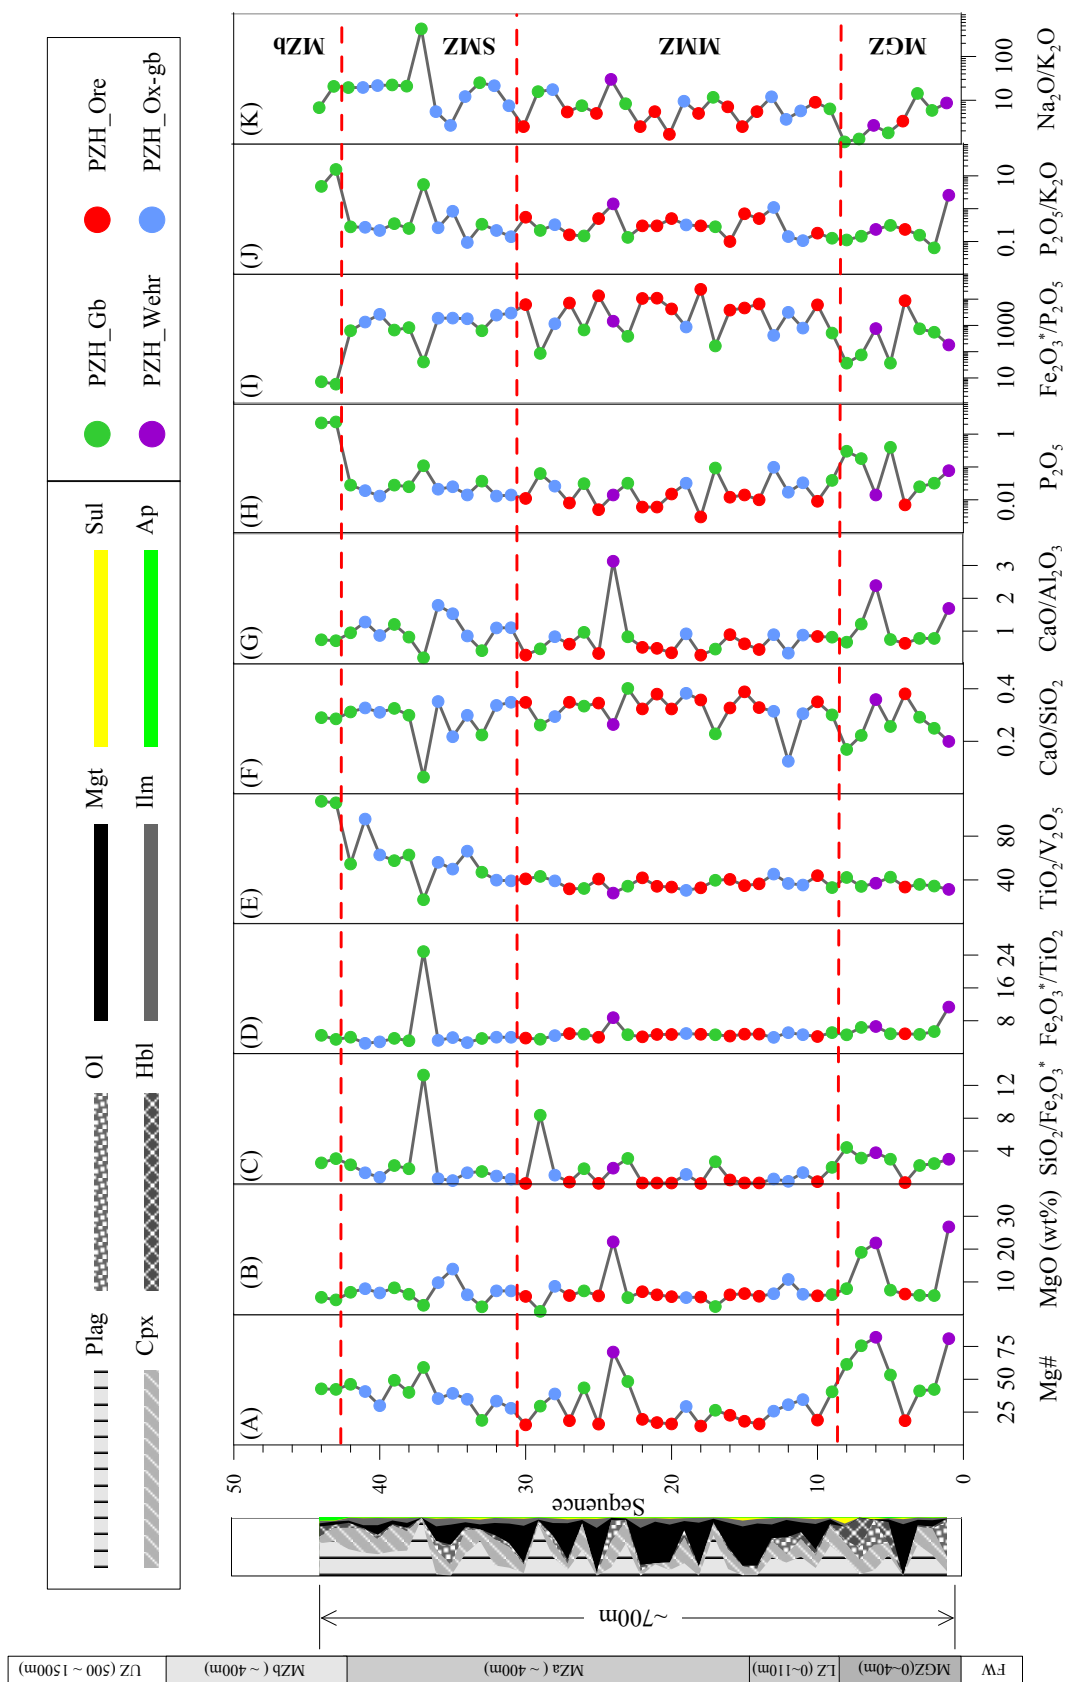 Plag
Ol
Mgt
Sul
Cpx
Hbl
Ilm
Ap
PZH_Gb
PZH_Ore
PZH_Wehr
PZH_Ox-gb
UZ (500 ~ 1500m)
MZb ( ~ 400m)
MZa ( ~ 400m)
LZ (0~110m)
MGZ(0~40m)
FW
~700m
Sequence
50
40
30
20
10
0
(A)
(B)
(C)
(D)
(E)
(F)
(G)
(H)
(I)
(J)
(K)
MZb
SMZ
MMZ
MGZ
25 50 75
10 20 30
4 8 12
8 16 24
40 80
0.2 0.4
1 2 3
0.01 1
10 1000
0.1 10
10 100
Mg#
MgO (wt%)
SiO₂/Fe₂O₃*
Fe₂O₃*/TiO₂
TiO₂/V₂O₅
CaO/SiO₂
CaO/Al₂O₃
P₂O₅
Fe₂O₃*/P₂O₅
P₂O₅/K₂O
Na₂O/K₂O